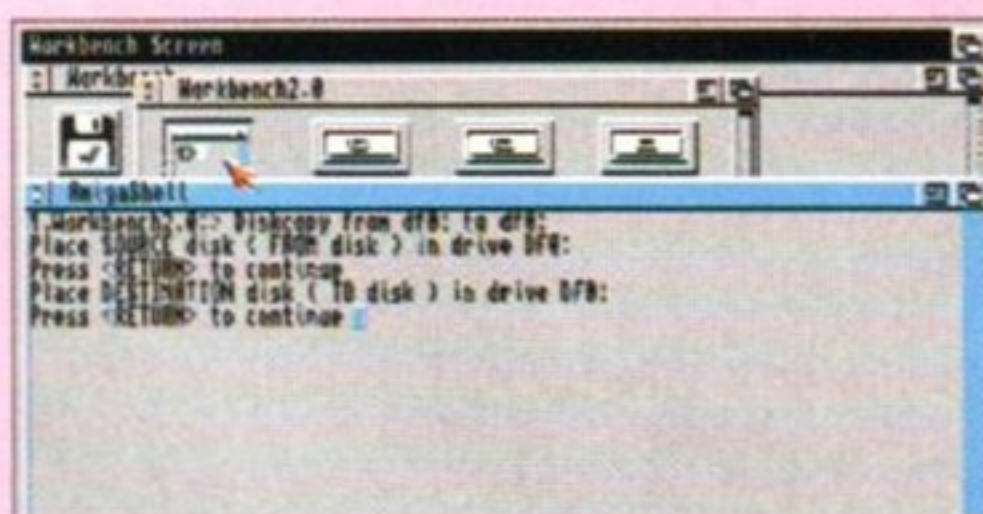 Workbench Screen
Workbench
Workbench2.0
AmigaShell
1.Workbench2.0:> Diskcopy from df0: to df0:
Place SOURCE disk ( FROM disk ) in drive DF0:
Press <RETURN> to continue
Place DESTINATION disk ( TO disk ) in drive DF0:
Press <RETURN> to continue